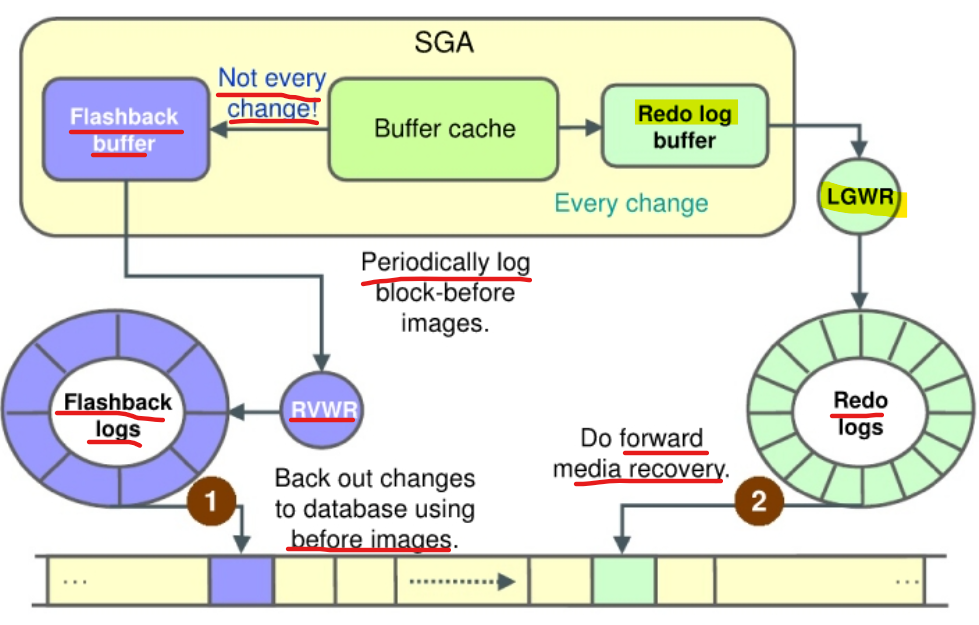 SGA
Not every
change!
Flashback
buffer
Buffer cache
Redo log
buffer
LGWR
Every change
Periodically log
block-before
images.
Flashback
logs
RVWR
Redo
logs
Do forward
media recovery.
Back out changes
to database using
before images.
1
2
...
...